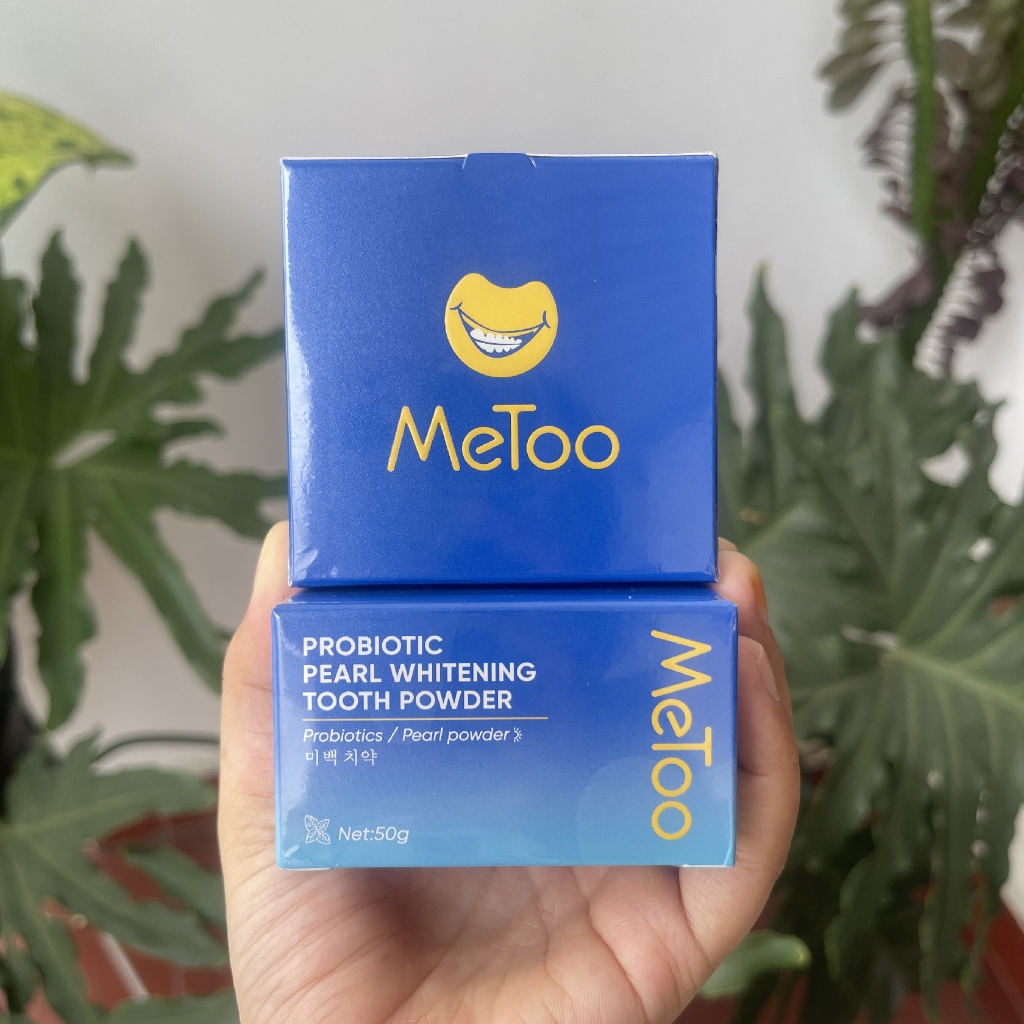 MeToo
PROBIOTIC
PEARL WHITENING
TOOTH POWDER
Probiotics / Pearl powder
미백 치약
Net:50g
MeToo